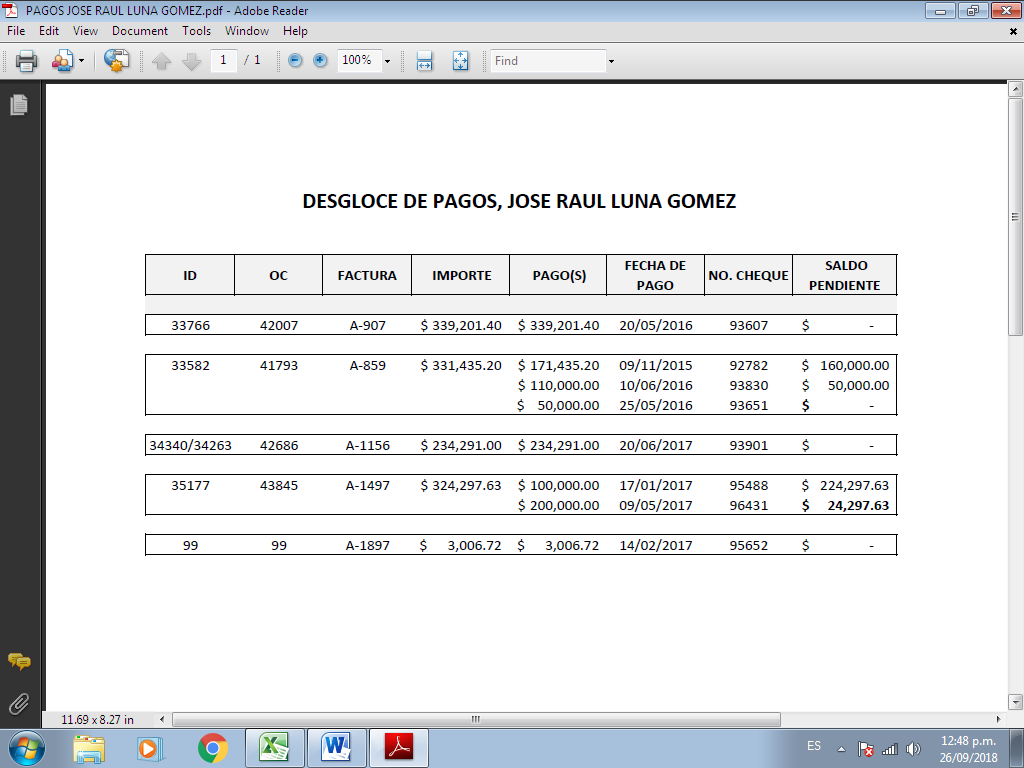 PAGOS JOSE RAUL LUNA GOMEZ.pdf - Adobe Reader
File Edit View Document Tools Window Help
1 / 1 100% Find
DESGLOCE DE PAGOS, JOSE RAUL LUNA GOMEZ
ID OC FACTURA IMPORTE PAGO(S) FECHA DE PAGO NO. CHEQUE SALDO PENDIENTE
33766 42007 A-907 $ 339,201.40 $ 339,201.40 20/05/2016 93607 $ -
33582 41793 A-859 $ 331,435.20 $ 171,435.20 09/11/2015 92782 $ 160,000.00
$ 110,000.00 10/06/2016 93830 $ 50,000.00
$ 50,000.00 25/05/2016 93651 $ -
34340/34263 42686 A-1156 $ 234,291.00 $ 234,291.00 20/06/2017 93901 $ -
35177 43845 A-1497 $ 324,297.63 $ 100,000.00 17/01/2017 95488 $ 224,297.63
$ 200,000.00 09/05/2017 96431 $ 24,297.63
99 99 A-1897 $ 3,006.72 $ 3,006.72 14/02/2017 95652 $ -
11.69 x 8.27 in
ES 12:48 p.m.
26/09/2018